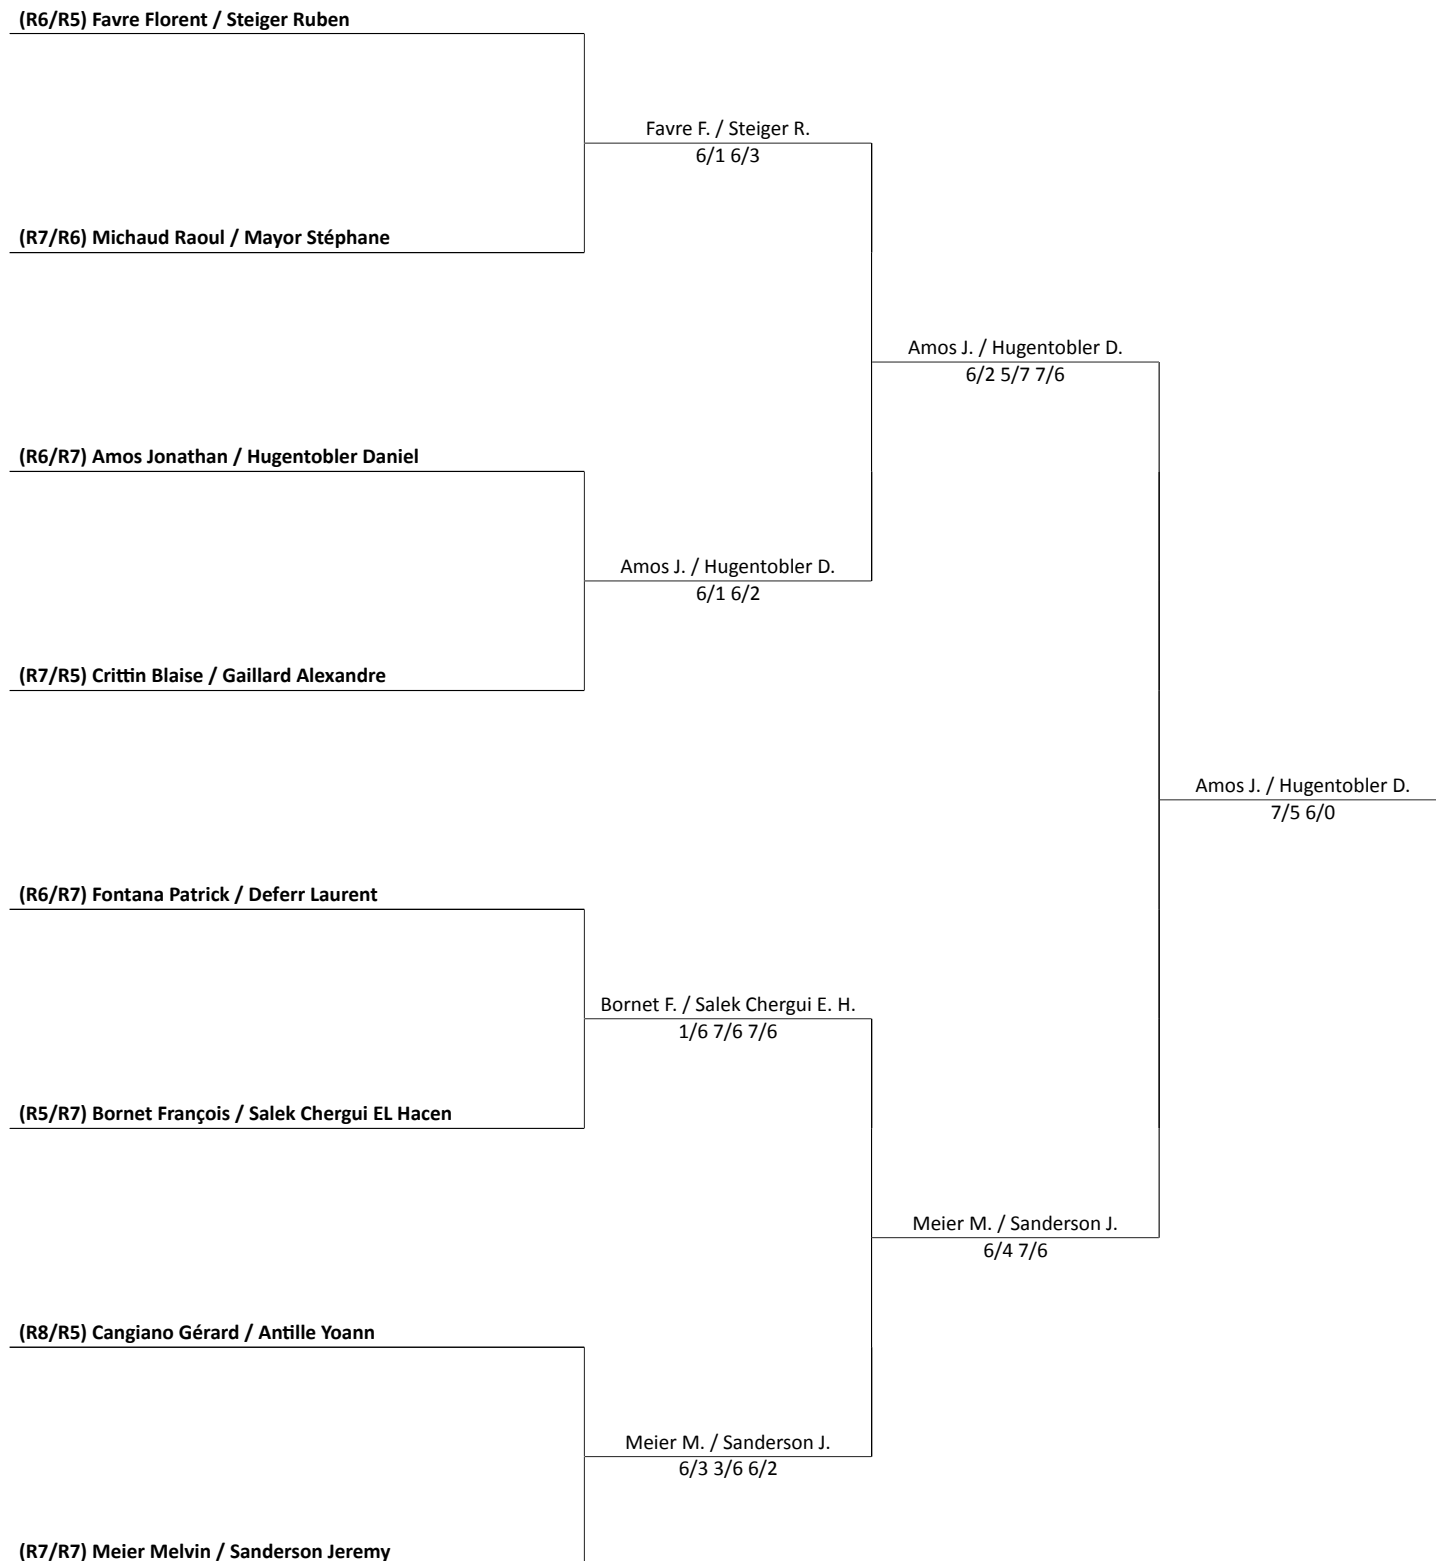 (R6/R5) Favre Florent / Steiger Ruben
Favre F. / Steiger R.
6/1 6/3
(R7/R6) Michaud Raoul / Mayor Stéphane
Amos J. / Hugentobler D.
6/2 5/7 7/6
(R6/R7) Amos Jonathan / Hugentobler Daniel
Amos J. / Hugentobler D.
6/1 6/2
(R7/R5) Crittin Blaise / Gaillard Alexandre
Amos J. / Hugentobler D.
7/5 6/0
(R6/R7) Fontana Patrick / Deferr Laurent
Bornet F. / Salek Chergui E. H.
1/6 7/6 7/6
(R5/R7) Bornet François / Salek Chergui EL Hacen
Meier M. / Sanderson J.
6/4 7/6
(R8/R5) Cangiano Gérard / Antille Yoann
Meier M. / Sanderson J.
6/3 3/6 6/2
(R7/R7) Meier Melvin / Sanderson Jeremy